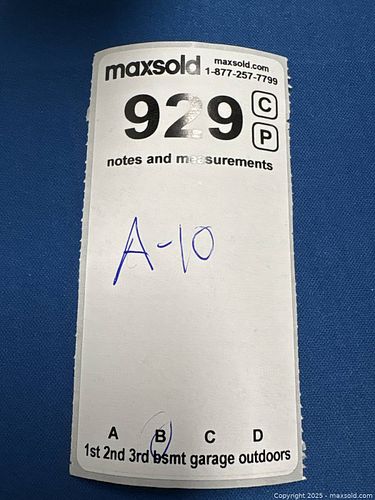 maxsold maxsold.com
1-877-257-7799
929 C
P
notes and measurements
A-10
A B C D
1st 2nd 3rd bsmt garage outdoors
Copyright 2025 - maxsold.com